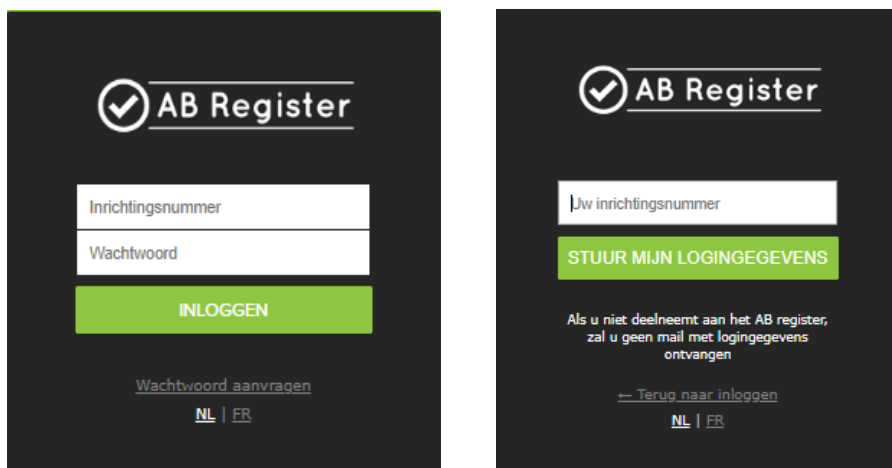 AB Register
Inrichtingsnummer
Wachtwoord
INLOGGEN
Wachtwoord aanvragen
NL | FR
AB Register
Uw inrichtingsnummer
STUUR MIJN LOGINGEGEVENS
Als u niet deelneemt aan het AB register,
zal u geen mail met logingegevens
ontvangen
← Terug naar inloggen
NL | FR